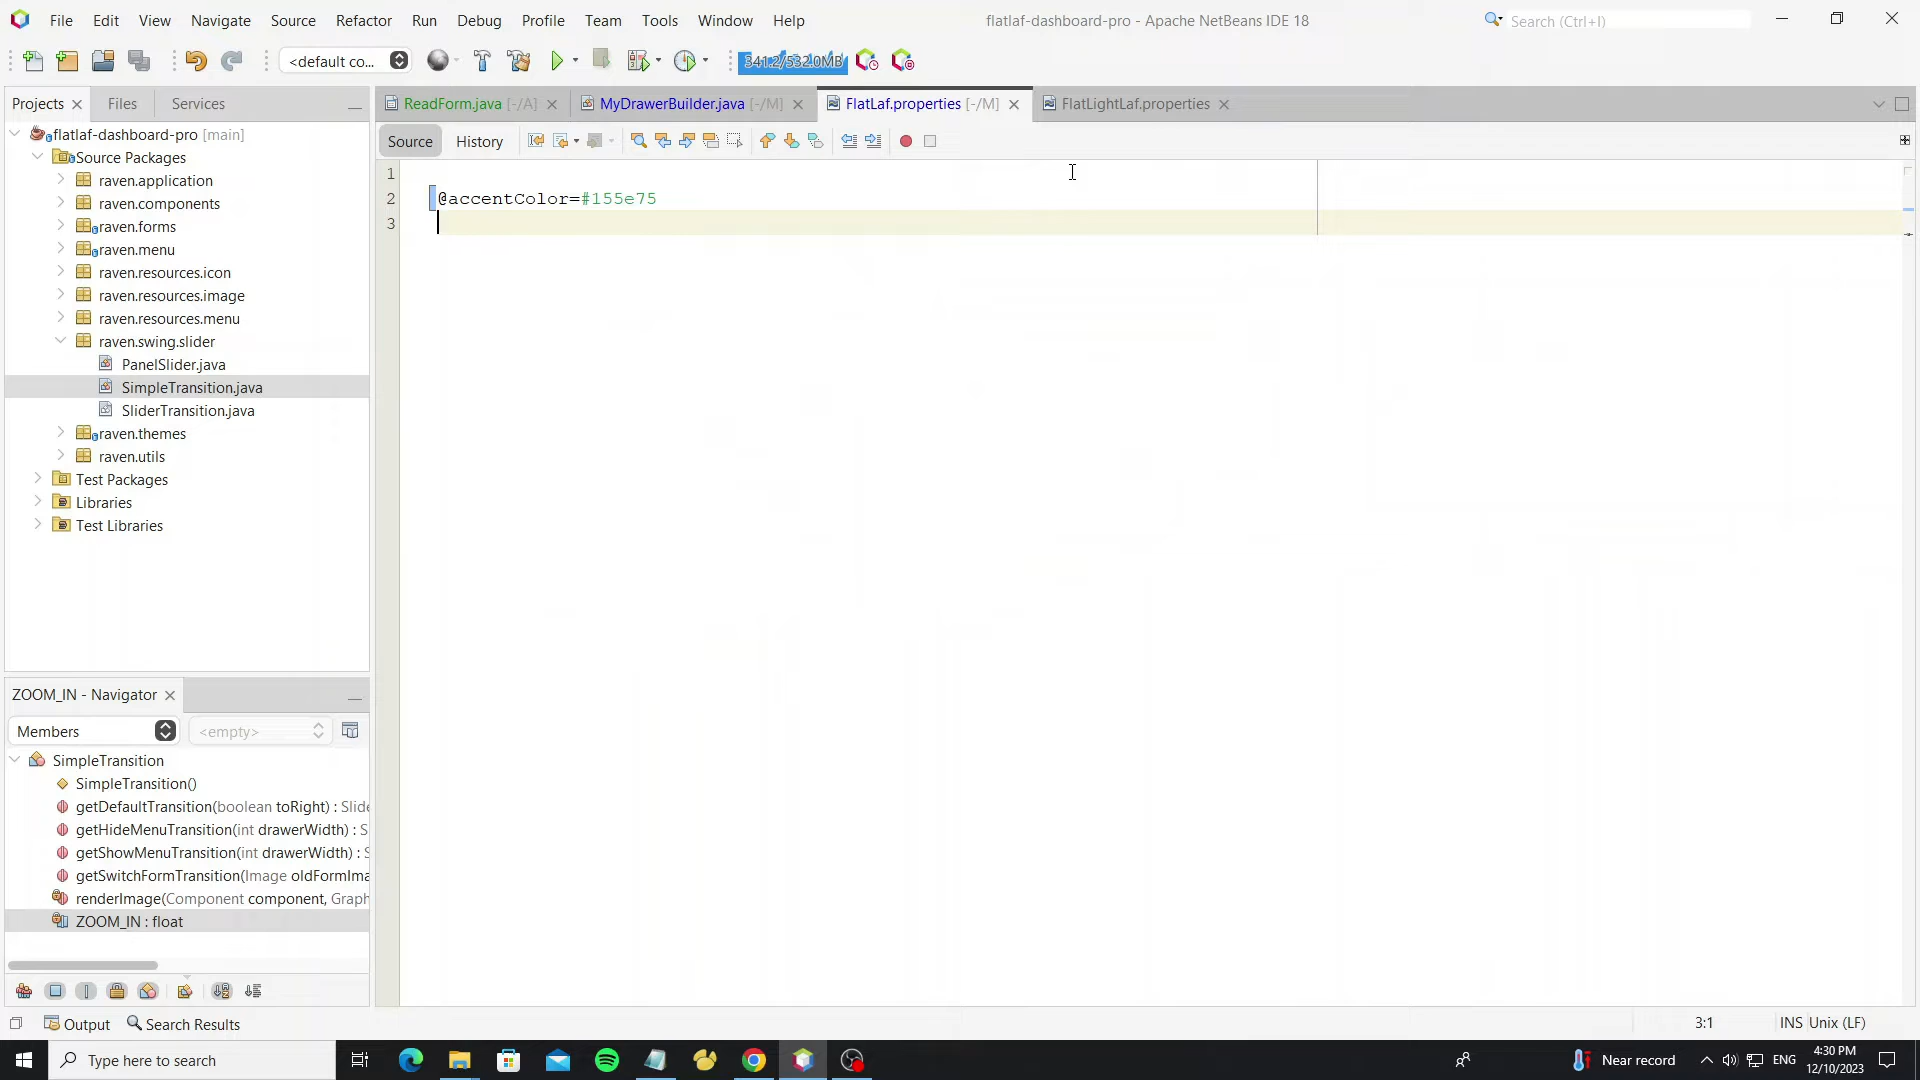 File Edit View Navigate Source Refactor Run Debug Profile Team Tools Window Help
flatlaf-dashboard-pro - Apache NetBeans IDE 18
Search (Ctrl+I)
<default co...
341.2/532.0MB
Projects Files Services
ReadForm.java [-/A] MyDrawerBuilder.java [-/M] FlatLaf.properties [-/M] FlatLightLaf.properties
Source History
flatlaf-dashboard-pro [main]
Source Packages
raven.application
raven.components
raven.forms
raven.menu
raven.resources.icon
raven.resources.image
raven.resources.menu
raven.swing.slider
PanelSlider.java
SimpleTransition.java
SliderTransition.java
raven.themes
raven.utils
Test Packages
Libraries
Test Libraries
1
2 @accentColor=#155e75
3
ZOOM_IN - Navigator
Members <empty>
SimpleTransition
SimpleTransition()
getDefaultTransition(boolean toRight) : Slide
getHideMenuTransition(int drawerWidth) : S
getShowMenuTransition(int drawerWidth) : S
getSwitchFormTransition(Image oldFormIma
renderImage(Component component, Graph
ZOOM_IN : float
Output Search Results
3:1 INS Unix (LF)
Type here to search
Near record
ENG
4:30 PM
12/10/2023